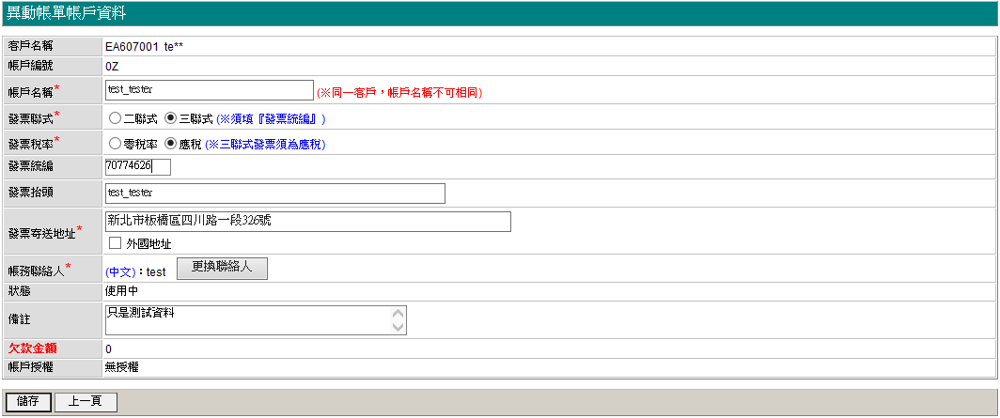 異動帳單帳戶資料
客戶名稱 EA607001 te**
帳戶編號 0Z
帳戶名稱* test_tester (※同一客戶，帳戶名稱不可相同)
發票聯式* 二聯式 三聯式 (※須填『發票統編』)
發票稅率* 零稅率 應稅 (※三聯式發票須為應稅)
發票統編 70774626
發票抬頭 test_tester
發票寄送地址* 新北市板橋區四川路一段326號
外國地址
帳務聯絡人* (中文)：test 更換聯絡人
狀態 使用中
備註 只是測試資料
欠款金額 0
帳戶授權 無授權
儲存 上一頁